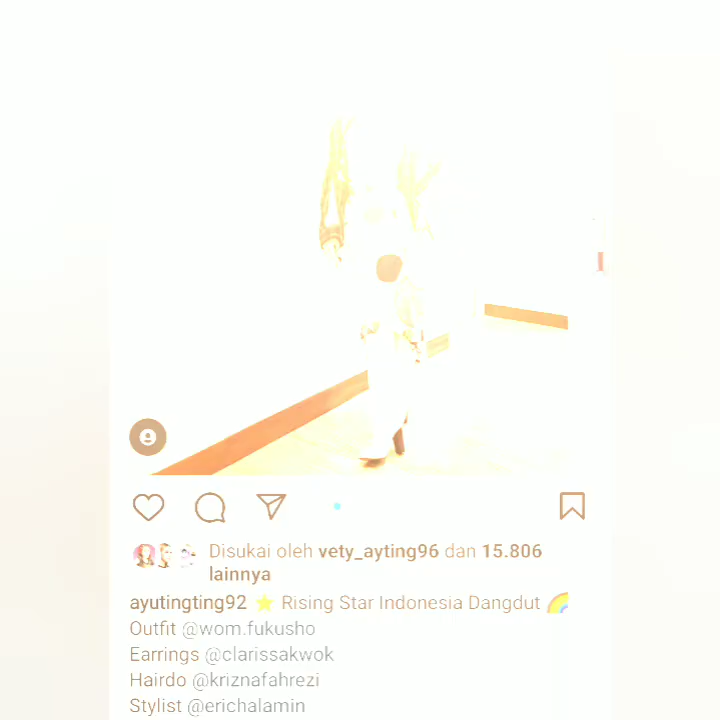 Disukai oleh vety_ayting96 dan 15.806
lainnya
ayutingting92 ⭐ Rising Star Indonesia Dangdut 🌈
Outfit @wom.fukusho
Earrings @clarissakwok
Hairdo @kriznafahrezi
Stylist @erichalamin